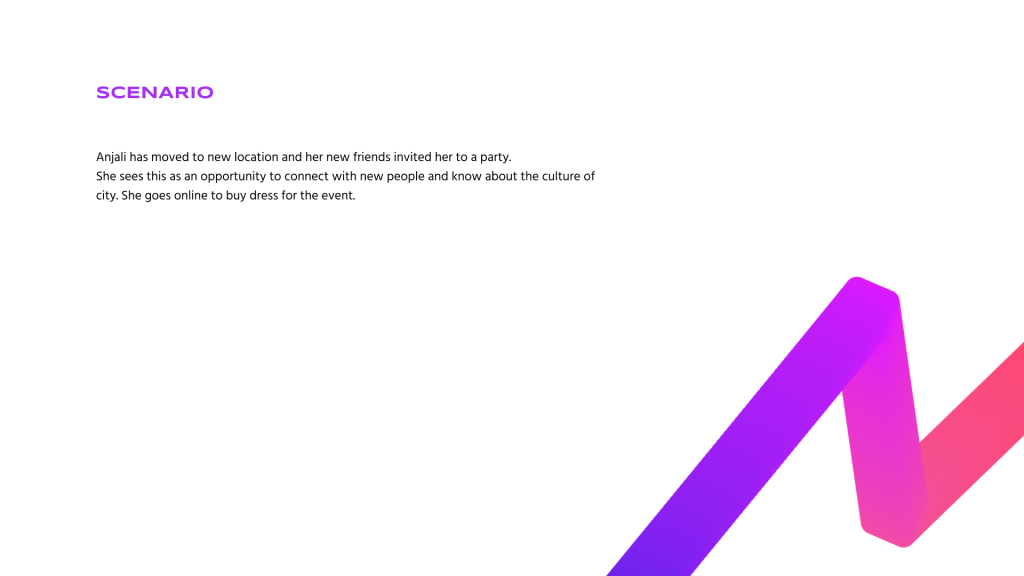 SCENARIO
Anjali has moved to new location and her new friends invited her to a party.
She sees this as an opportunity to connect with new people and know about the culture of
city. She goes online to buy dress for the event.